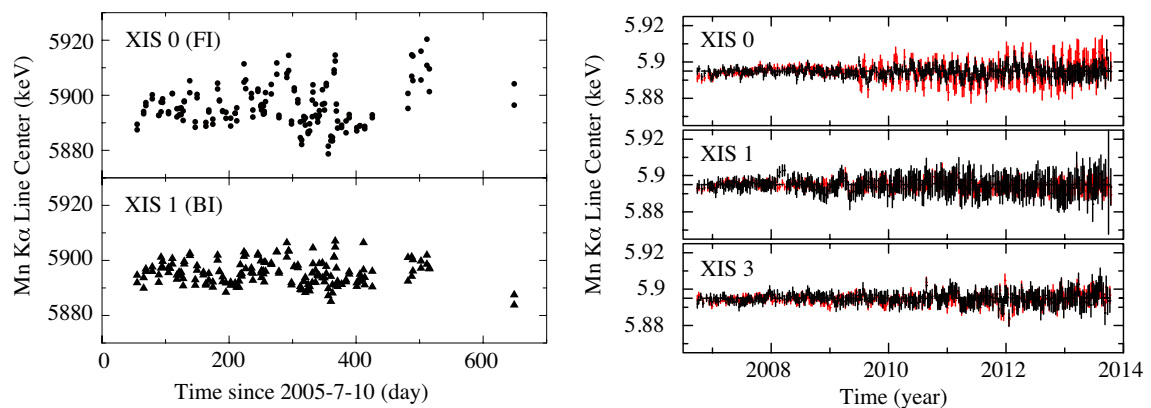 Mn Kα Line Center (keV)
5920
5900
5880
XIS 0 (FI)
5920
5900
5880
XIS 1 (BI)
0
200
400
600
Time since 2005-7-10 (day)
Mn Kα Line Center (keV)
5.92
5.9
5.88
XIS 0
5.92
5.9
5.88
XIS 1
5.92
5.9
5.88
XIS 3
2008
2010
2012
2014
Time (year)